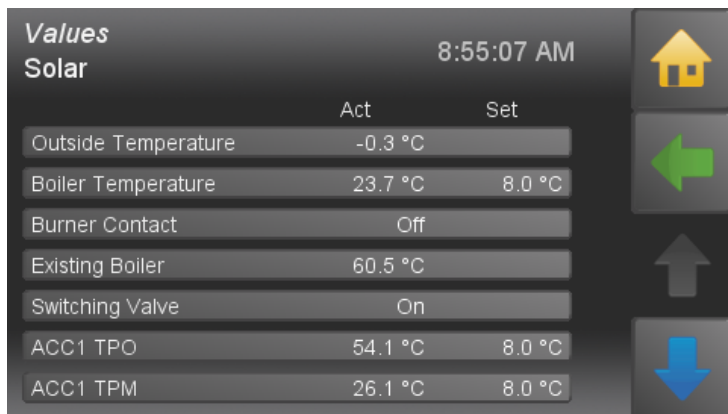 Values
Solar
8:55:07 AM
Act Set
Outside Temperature -0.3 °C
Boiler Temperature 23.7 °C 8.0 °C
Burner Contact Off
Existing Boiler 60.5 °C
Switching Valve On
ACC1 TPO 54.1 °C 8.0 °C
ACC1 TPM 26.1 °C 8.0 °C